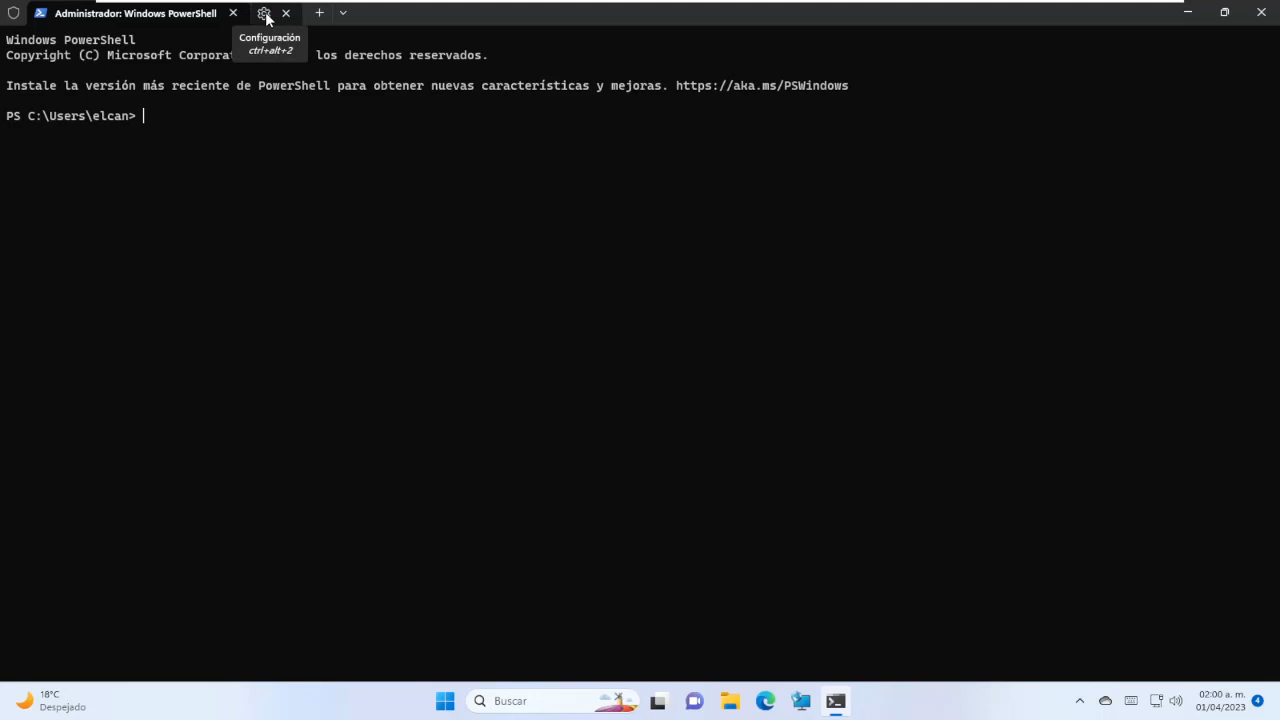 Administrador: Windows PowerShell
Configuración
ctrl+alt+2
Windows PowerShell
Copyright (C) Microsoft Corporat los derechos reservados.
Instale la versión más reciente de PowerShell para obtener nuevas características y mejoras. https://aka.ms/PSWindows
PS C:\Users\elcan>
18°C
Despejado
Buscar
02:00 a. m.
01/04/2023
4